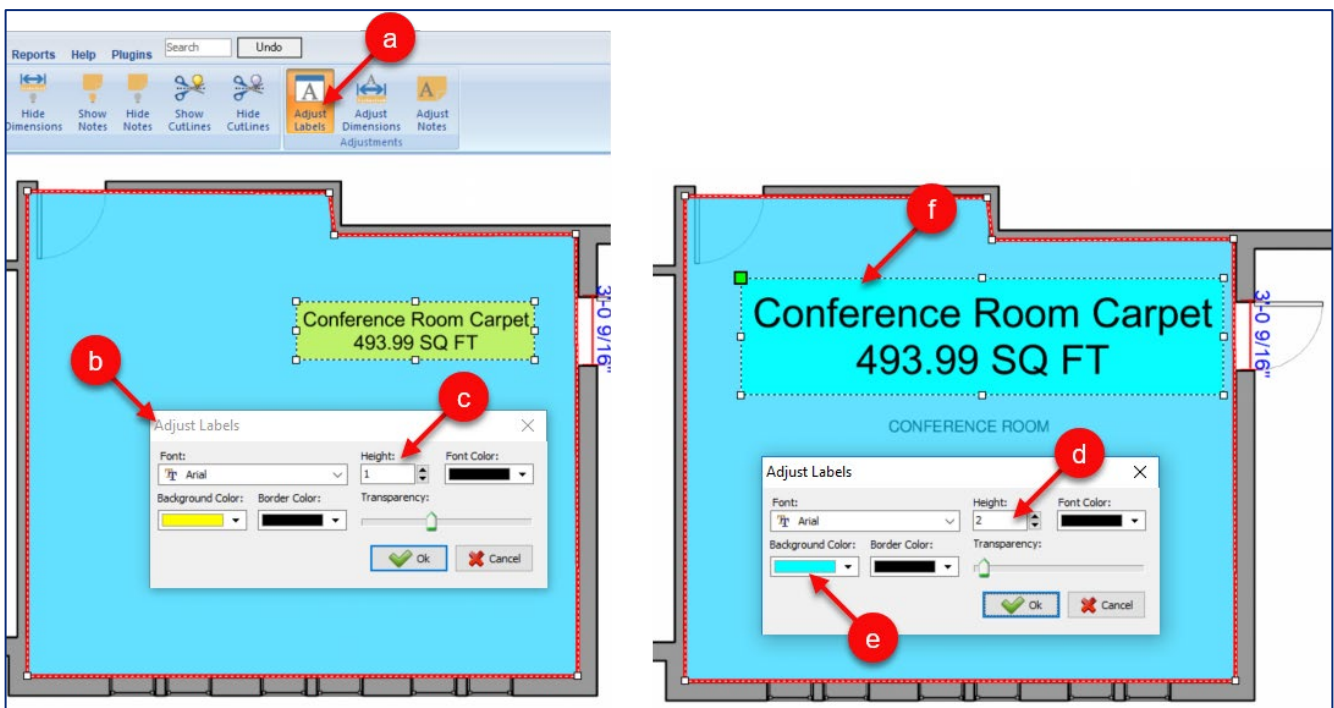 Reports Help Plugins Search Undo
a
Hide Dimensions
Show Notes
Hide Notes
Show CutLines
Hide CutLines
Adjust Labels
Adjust Dimensions
Adjust Notes
Adjustments
Conference Room Carpet
493.99 SQ FT
3'-0 9/16"
b
c
Adjust Labels
Font: Height: Font Color:
Arial 1
Background Color: Border Color: Transparency:
Ok Cancel
f
Conference Room Carpet
493.99 SQ FT
3'-0 9/16"
CONFERENCE ROOM
d
Adjust Labels
Font: Height: Font Color:
Arial 2
Background Color: Border Color: Transparency:
Ok Cancel
e